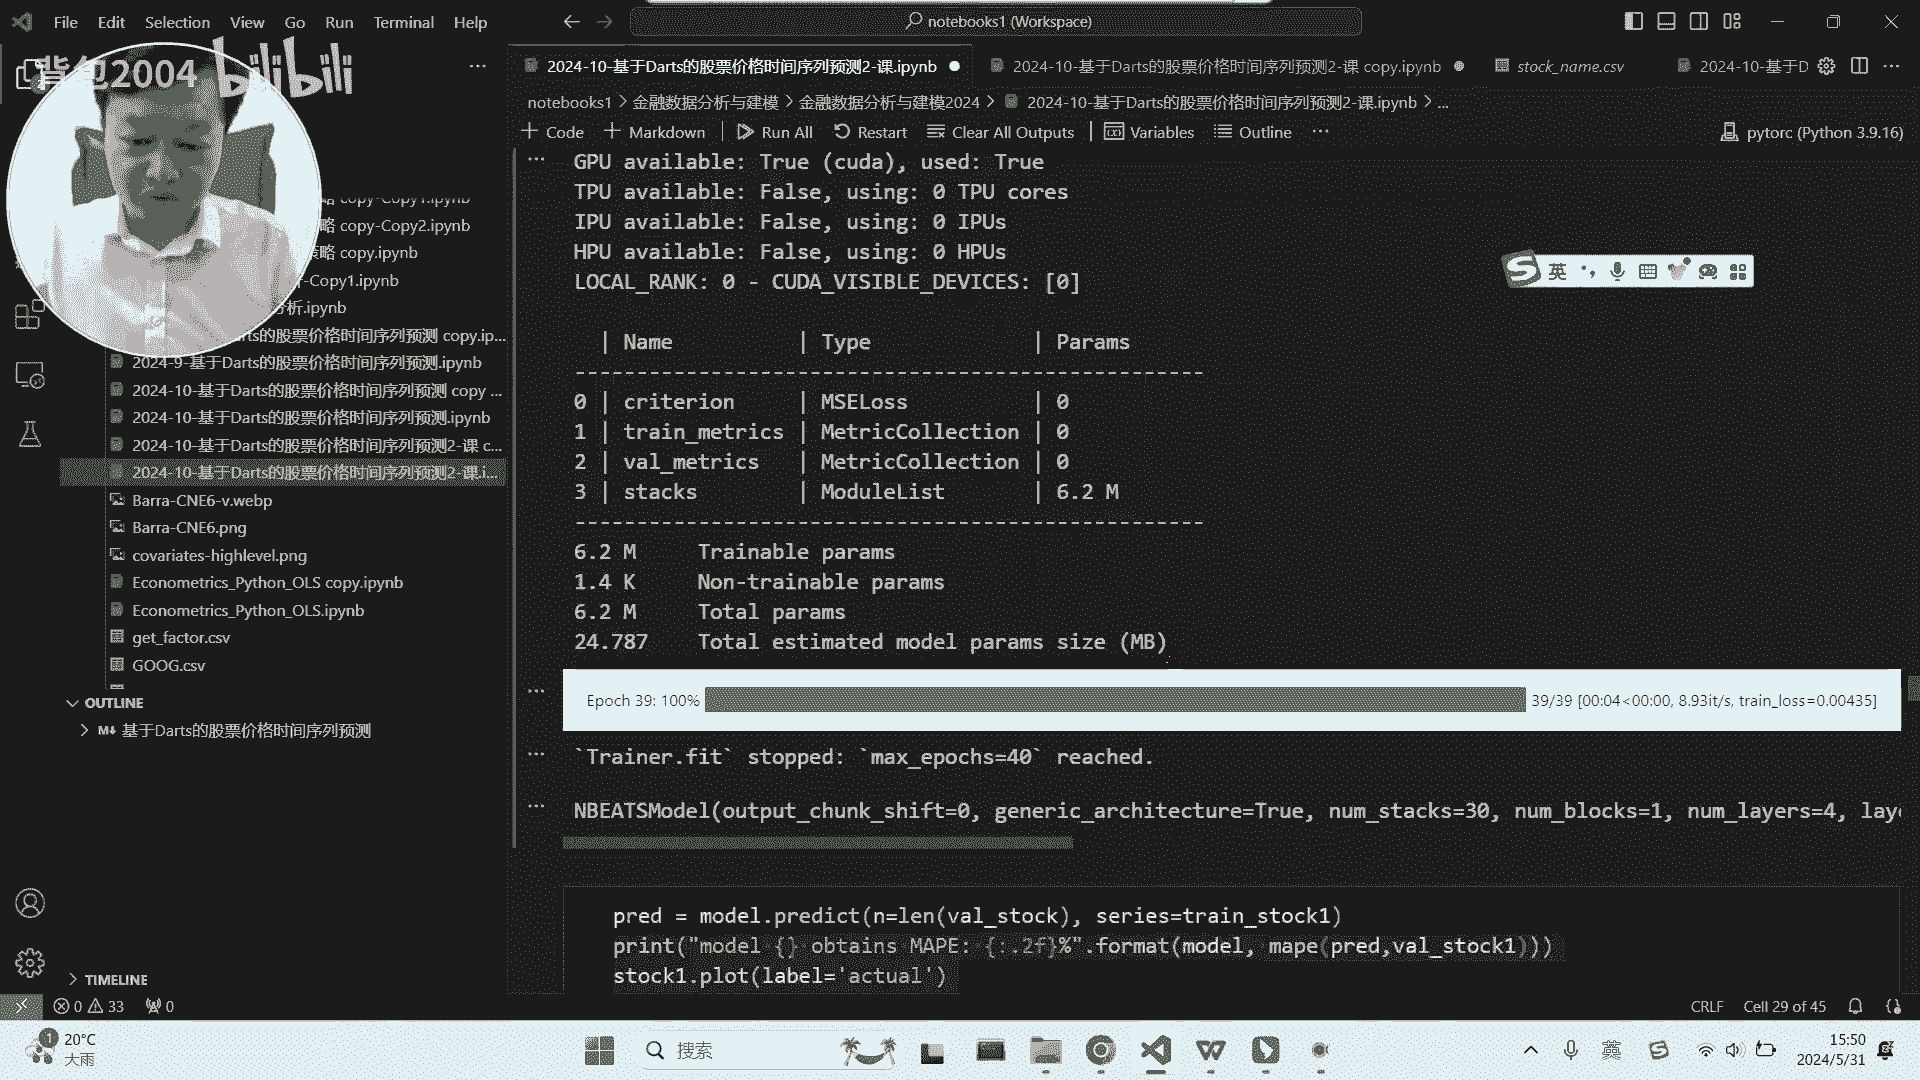 File Edit Selection View Go Run Terminal Help
notebooks1 (Workspace)
背包2004 bilibili
2024-10-基于Darts的股票价格时间序列预测2-课.ipynb
2024-10-基于Darts的股票价格时间序列预测2-课 copy.ipynb
stock_name.csv
2024-10-基于D
notebooks1 > 金融数据分析与建模 > 金融数据分析与建模2024 > 2024-10-基于Darts的股票价格时间序列预测2-课.ipynb > ...
+ Code + Markdown | Run All Restart Clear All Outputs | Variables Outline ...
pytorc (Python 3.9.16)
略 copy-Copy1.ipynb
略 copy-Copy2.ipynb
策略 copy.ipynb
-Copy1.ipynb
分析.ipynb
ts的股票价格时间序列预测 copy.ip...
2024-9-基于Darts的股票价格时间序列预测.ipynb
2024-10-基于Darts的股票价格时间序列预测 copy ...
2024-10-基于Darts的股票价格时间序列预测.ipynb
2024-10-基于Darts的股票价格时间序列预测2-课 c...
2024-10-基于Darts的股票价格时间序列预测2-课.i...
Barra-CNE6-v.webp
Barra-CNE6.png
covariates-highlevel.png
Econometrics_Python_OLS copy.ipynb
Econometrics_Python_OLS.ipynb
get_factor.csv
GOOG.csv
OUTLINE
M↓ 基于Darts的股票价格时间序列预测
TIMELINE
GPU available: True (cuda), used: True
TPU available: False, using: 0 TPU cores
IPU available: False, using: 0 IPUs
HPU available: False, using: 0 HPUs
LOCAL_RANK: 0 - CUDA_VISIBLE_DEVICES: [0]
| Name | Type | Params
---------------------------------------------------
0 | criterion | MSELoss | 0
1 | train_metrics | MetricCollection | 0
2 | val_metrics | MetricCollection | 0
3 | stacks | ModuleList | 6.2 M
---------------------------------------------------
6.2 M Trainable params
1.4 K Non-trainable params
6.2 M Total params
24.787 Total estimated model params size (MB)
Epoch 39: 100% 39/39 [00:04<00:00, 8.93it/s, train_loss=0.00435]
`Trainer.fit` stopped: `max_epochs=40` reached.
NBEATSModel(output_chunk_shift=0, generic_architecture=True, num_stacks=30, num_blocks=1, num_layers=4, lay
pred = model.predict(n=len(val_stock), series=train_stock1)
print("model {} obtains MAPE: {:.2f}%".format(model, mape(pred,val_stock1)))
stock1.plot(label='actual')
英
0 33 0
CRLF Cell 29 of 45
1 20°C
大雨
搜索
英
15:50
2024/5/31